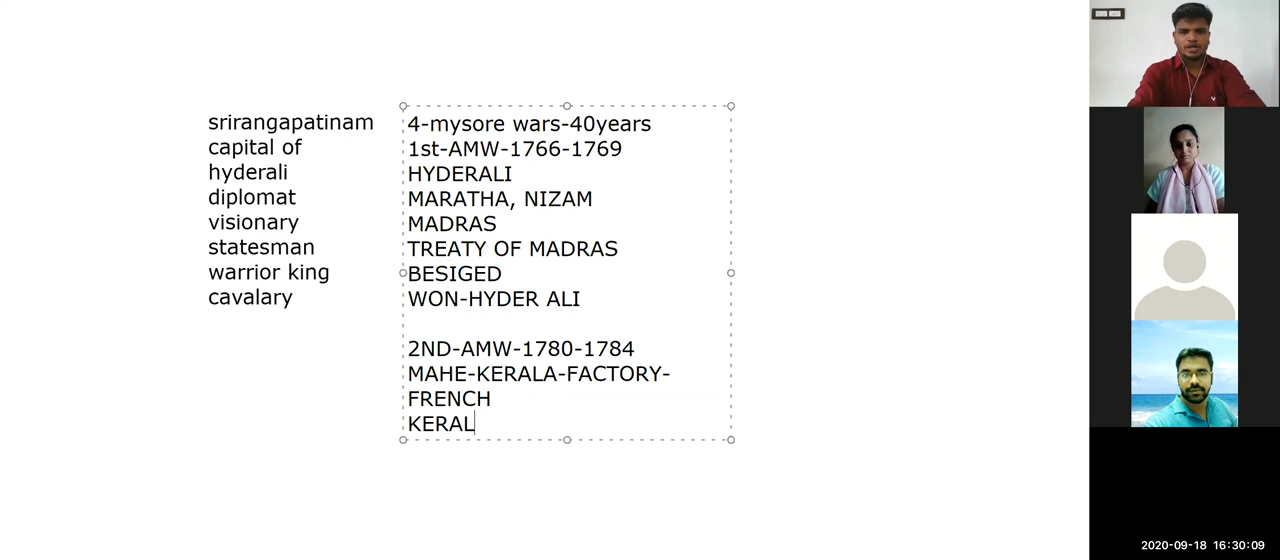 srirangapatinam
capital of
hyderali
diplomat
visionary
statesman
warrior king
cavalary
4-mysore wars-40years
1st-AMW-1766-1769
HYDERALI
MARATHA, NIZAM
MADRAS
TREATY OF MADRAS
BESIGED
WON-HYDER ALI
2ND-AMW-1780-1784
MAHE-KERALA-FACTORY-
FRENCH
KERAL
2020-09-18 16:30:09